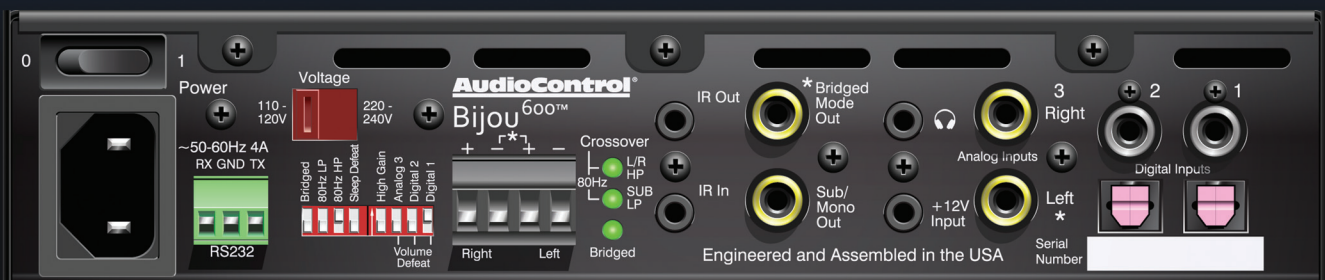 0
1
Power
110 -
120V
Voltage
220 -
240V
~50-60Hz 4A
RX GND TX
RS232
Bridged
80Hz LP
80Hz HP
Sleep Defeat
High Gain
Analog 3
Digital 2
Digital 1
Volume
Defeat
AudioControl®
Bijou600™
*
+ − + −
Right Left
Crossover
L/R
HP
80Hz
SUB
LP
Bridged
IR Out
IR In
*Bridged
Mode
Out
Sub/
Mono
Out
+12V
Input
3
Right
Analog Inputs
Left
*
2
1
Digital Inputs
Serial
Number
Engineered and Assembled in the USA